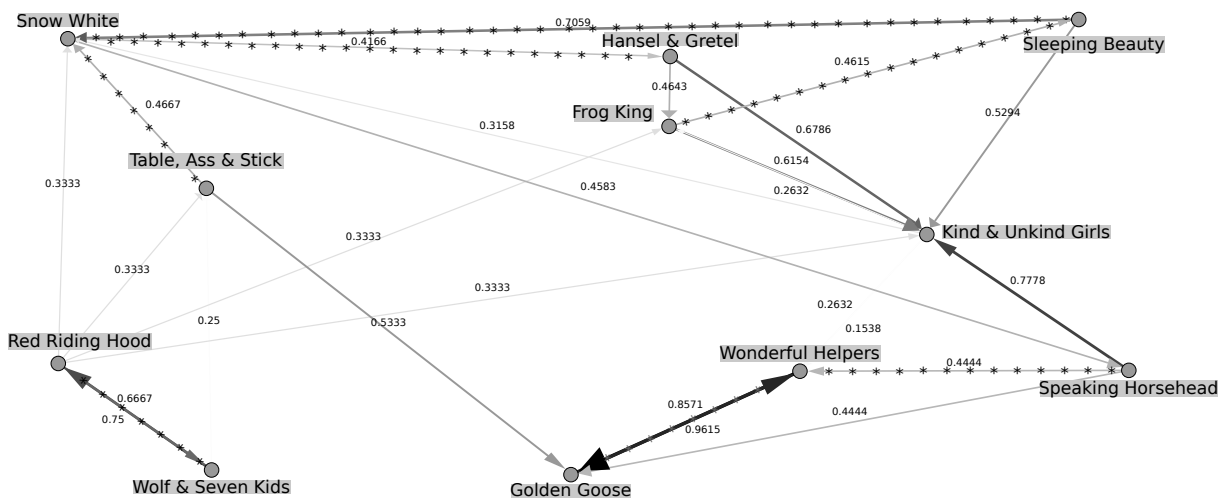 Snow White
0.7059
0.4166
Hansel & Gretel
Sleeping Beauty
0.4615
0.4643
0.4667
Frog King
0.5294
0.3158
0.6786
Table, Ass & Stick
0.6154
0.3333
0.4583
0.2632
0.3333
Kind & Unkind Girls
0.3333
0.3333
0.7778
0.2632
0.25
0.5333
0.1538
Red Riding Hood
Wonderful Helpers
0.4444
Speaking Horsehead
0.6667
0.8571
0.4444
0.75
0.9615
Wolf & Seven Kids
Golden Goose